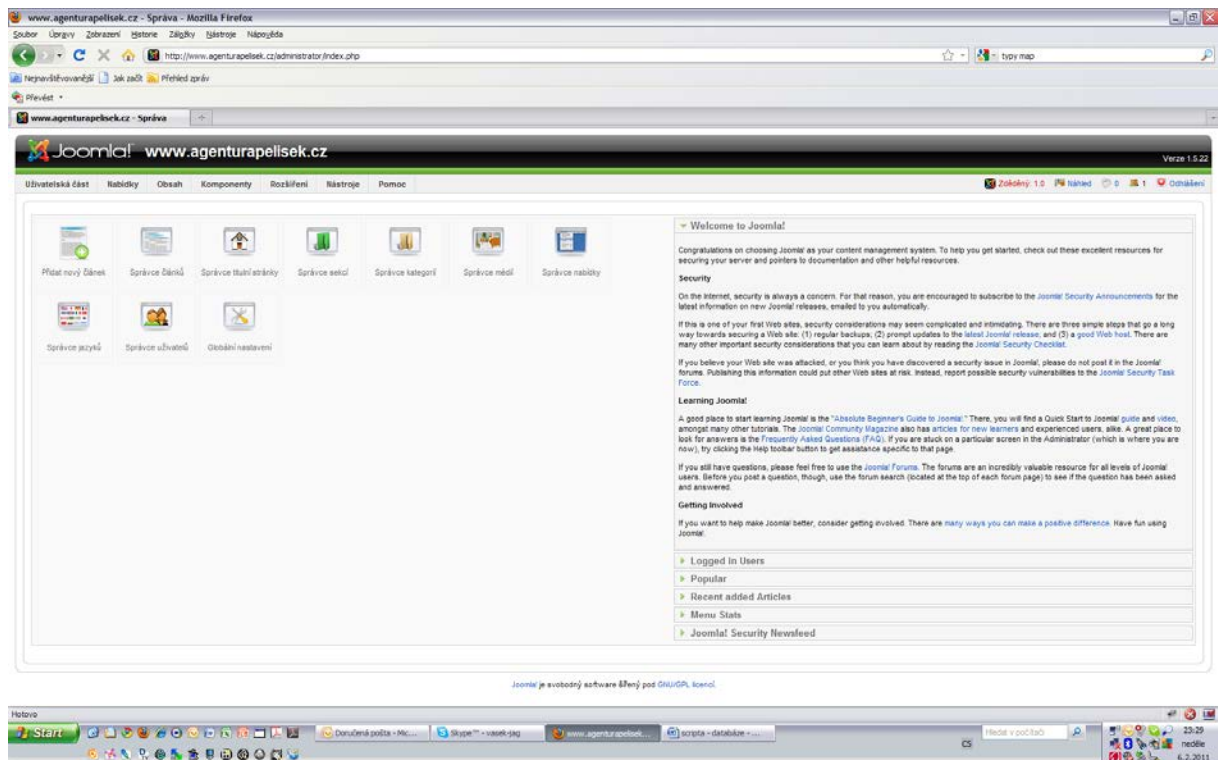 www.agenturapelisek.cz - Správa - Mozilla Firefox
Soubor Úpravy Zobrazení Historie Záložky Nástroje Nápověda
http://www.agenturapelisek.cz/administrator/index.php
typy map
Nejnavštěvovanější Jak začít Přehled zpráv
Převést
www.agenturapelisek.cz - Správa
Joomla! www.agenturapelisek.cz
Verze 1.5.22
Uživatelská část Nabídky Obsah Komponenty Rozšíření Nástroje Pomoc
1.0 Náhled 0 1 Odhlášení
Přidat nový článek Správce článků Správce titulní stránky Správce sekcí Správce kategorií Správce médií Správce nabídky
Správce jazyků Správce uživatelů Globální nastavení
Welcome to Joomla!
Congratulations on choosing Joomla! as your content management system. To help you get started, check out these excellent resources for
securing your server and pointers to documentation and other helpful resources.
Security
On the Internet, security is always a concern. For that reason, you are encouraged to subscribe to the Joomla! Security Announcements for the
latest information on new Joomla! releases, emailed to you automatically.
If this is one of your first Web sites, security considerations may seem complicated and intimidating. There are three simple steps that go a long
way towards securing a Web site: (1) regular backups; (2) prompt updates to the latest Joomla! release; and (3) a good Web host. There are
many other important security considerations that you can learn about by reading the Joomla! Security Checklist.
If you believe your Web site was attacked, or you think you have discovered a security issue in Joomla!, please do not post it in the Joomla!
forums. Publishing this information could put other Web sites at risk. Instead, report possible security vulnerabilities to the Joomla! Security Task
Force.
Learning Joomla!
A good place to start learning Joomla! is the "Absolute Beginner's Guide to Joomla!." There, you will find a Quick Start to Joomla! guide and video,
amongst many other tutorials. The Joomla! Community Magazine also has articles for new learners and experienced users, alike. A great place to
look for answers is the Frequently Asked Questions (FAQ). If you are stuck on a particular screen in the Administrator (which is where you are
now), try clicking the Help toolbar button to get assistance specific to that page.
If you still have questions, please feel free to use the Joomla! Forums. The forums are an incredibly valuable resource for all levels of Joomla!
users. Before you post a question, though, use the forum search (located at the top of each forum page) to see if the question has been asked
and answered.
Getting Involved
If you want to help make Joomla! better, consider getting involved. There are many ways you can make a positive difference. Have fun using
Joomla!.
Logged in Users
Popular
Recent added Articles
Menu Stats
Joomla! Security Newsfeed
Joomla! je svobodný software šířený pod GNU/GPL licencí.
Hotovo
Start Doručená pošta - Mic... Skype™ - vasek-jag www.agenturapelisek... scripta - databáze - ...
CS Hledat v počítači
23:29
neděle
6.2.2011